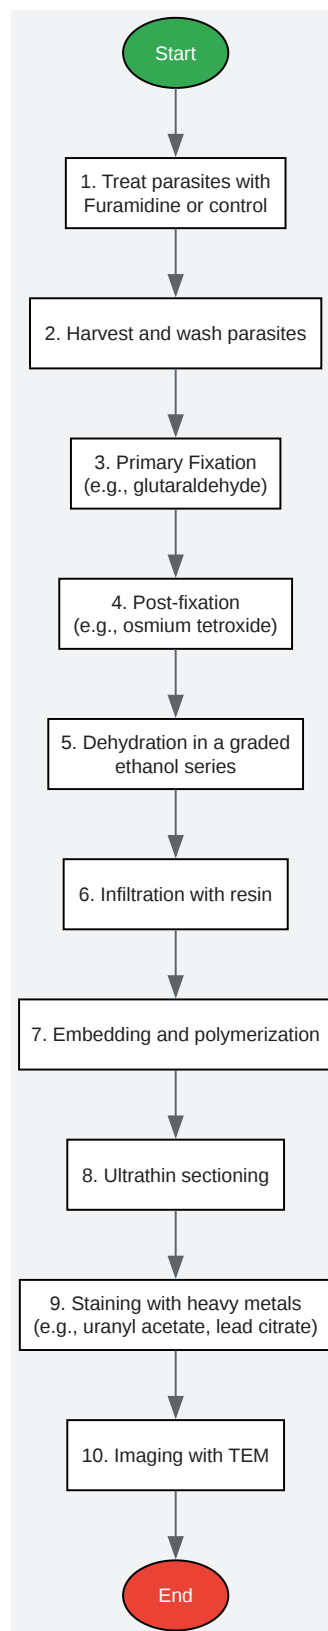 Start
1. Treat parasites with
Furamidine or control
2. Harvest and wash parasites
3. Primary Fixation
(e.g., glutaraldehyde)
4. Post-fixation
(e.g., osmium tetroxide)
5. Dehydration in a graded
ethanol series
6. Infiltration with resin
7. Embedding and polymerization
8. Ultrathin sectioning
9. Staining with heavy metals
(e.g., uranyl acetate, lead citrate)
10. Imaging with TEM
End